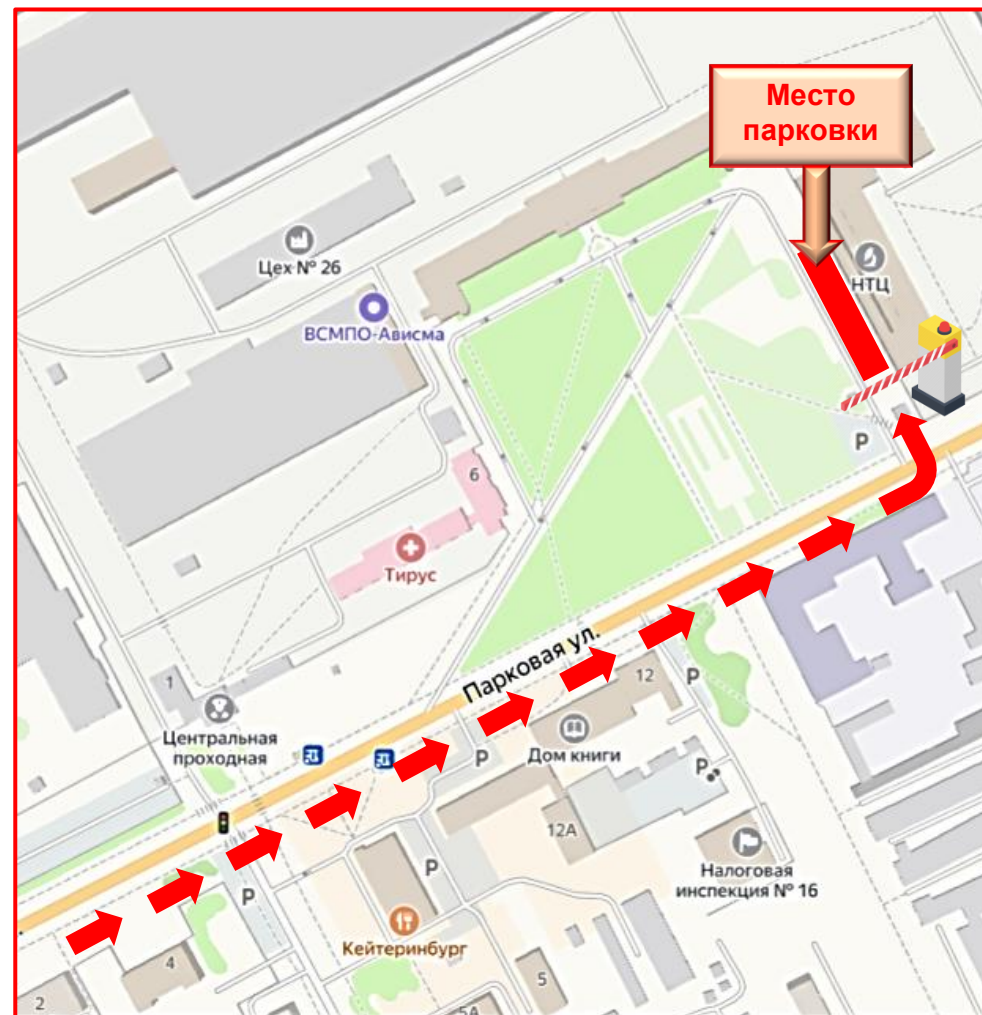 Место
парковки
Цех № 26
НТЦ
ВСМПО-Ависма
P
6
Тирус
Парковая ул.
1
12
P
Центральная
проходная
P
Дом книги
P
12А
P
Налоговая
инспекция № 16
P
Кейтеринбург
4
5
2
5А